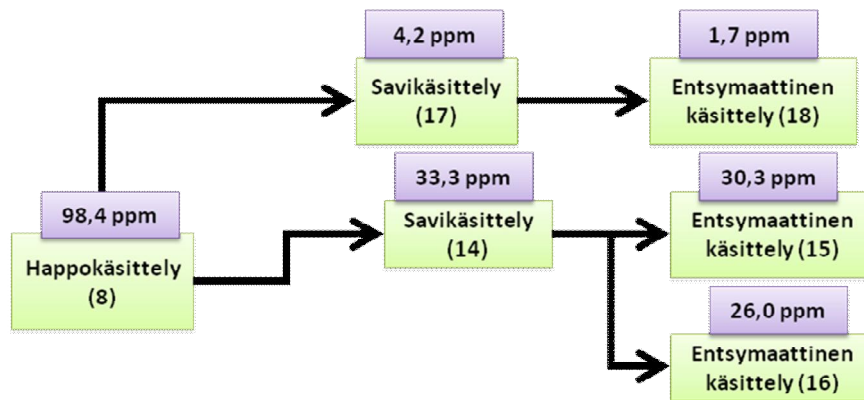 4,2 ppm
Savikäsittely
(17)
1,7 ppm
Entsymaattinen
käsittely (18)
98,4 ppm
Happokäsittely
(8)
33,3 ppm
Savikäsittely
(14)
30,3 ppm
Entsymaattinen
käsittely (15)
26,0 ppm
Entsymaattinen
käsittely (16)